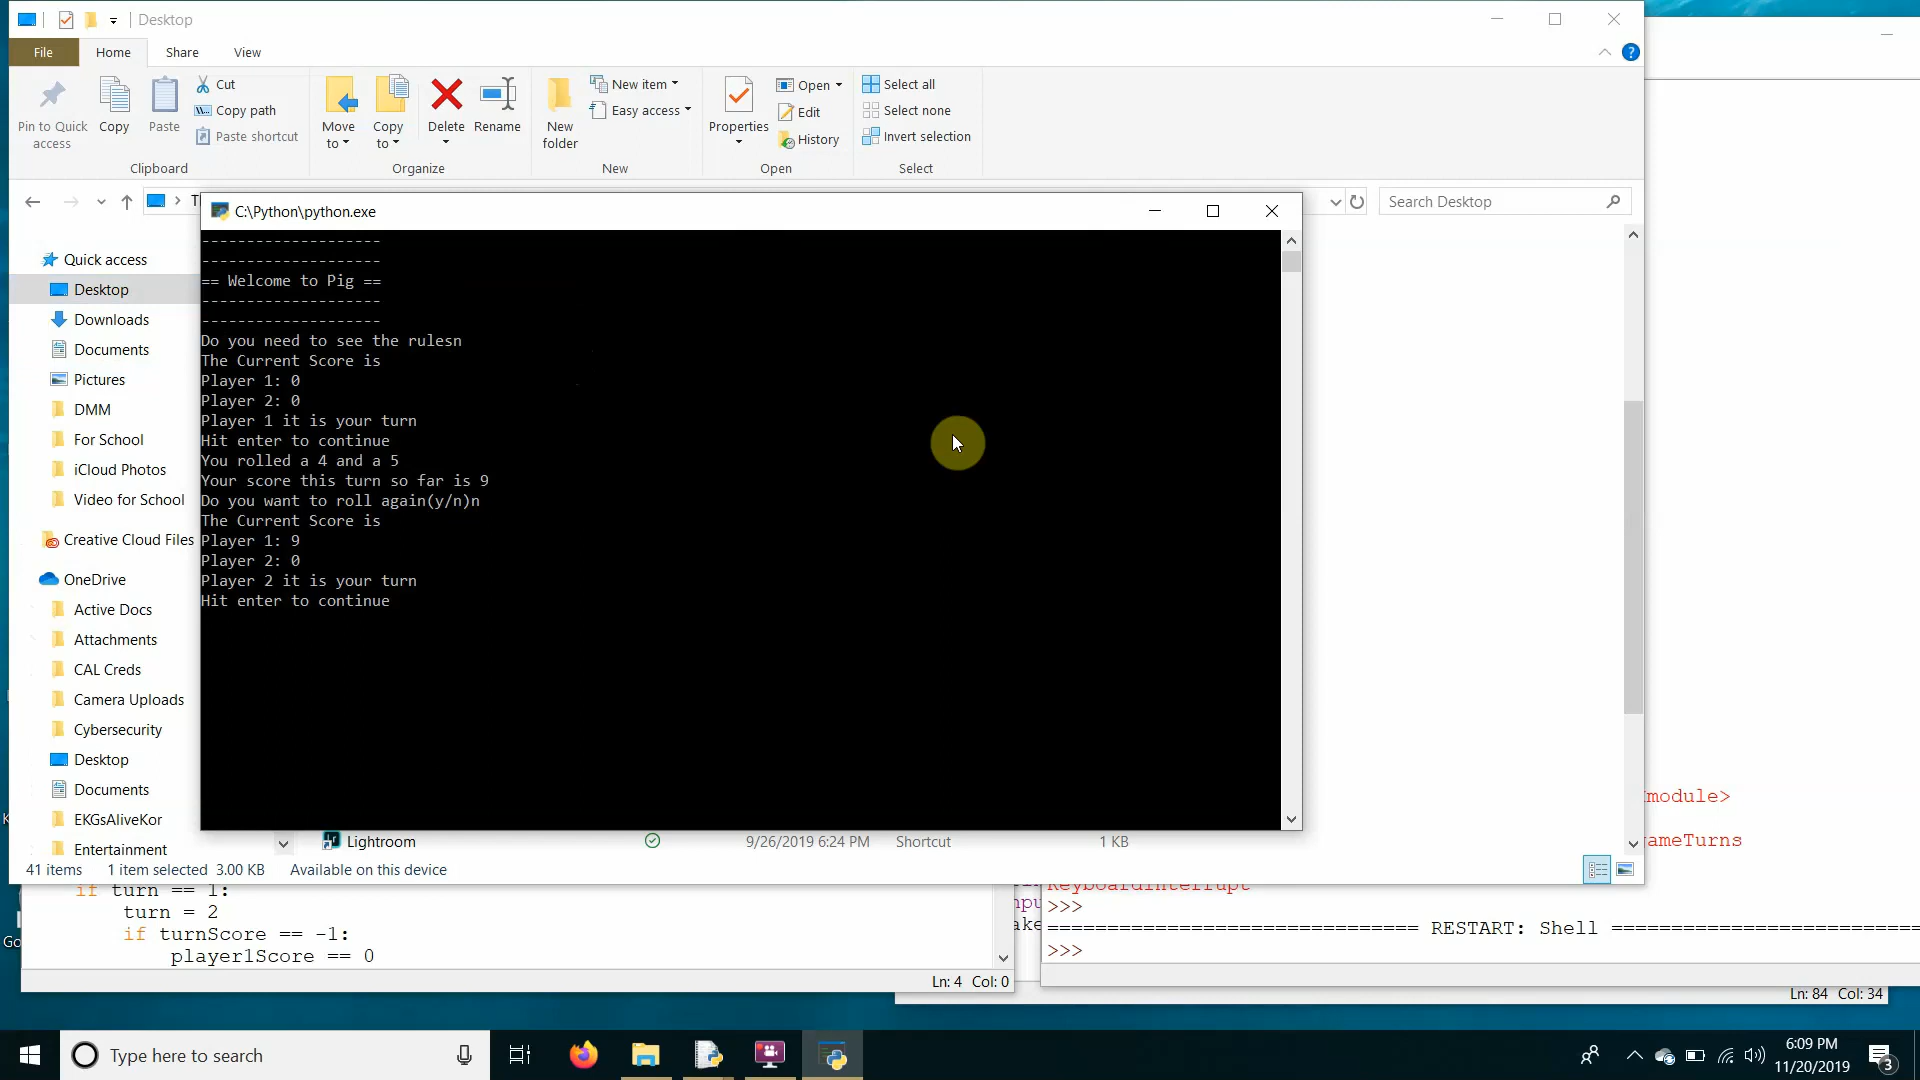 Desktop
File
Home
Share
View
Pin to Quick access
Copy
Paste
Cut
Copy path
Paste shortcut
Clipboard
Move to
Copy to
Delete
Rename
Organize
New folder
New item
Easy access
New
Properties
Open
Edit
History
Open
Select all
Select none
Invert selection
Select
Search Desktop
C:\Python\python.exe
Quick access
Desktop
Downloads
Documents
Pictures
DMM
For School
iCloud Photos
Video for School
Creative Cloud Files
OneDrive
Active Docs
Attachments
CAL Creds
Camera Uploads
Cybersecurity
Desktop
Documents
EKGsAliveKor
Entertainment
--------------------
--------------------
== Welcome to Pig ==
--------------------
--------------------
Do you need to see the rulesn
The Current Score is
Player 1: 0
Player 2: 0
Player 1 it is your turn
Hit enter to continue
You rolled a 4 and a 5
Your score this turn so far is 9
Do you want to roll again(y/n)n
The Current Score is
Player 1: 9
Player 2: 0
Player 2 it is your turn
Hit enter to continue
Lightroom 9/26/2019 6:24 PM Shortcut 1 KB
41 items 1 item selected 3.00 KB Available on this device
if turn == 1:
turn = 2
if turnScore == -1:
player1Score == 0
Ln: 4 Col: 0
module>
ameTurns
KeyboardInterrupt
>>>
=============================== RESTART: Shell ==========================
>>>
Ln: 84 Col: 34
Type here to search
6:09 PM
11/20/2019
3